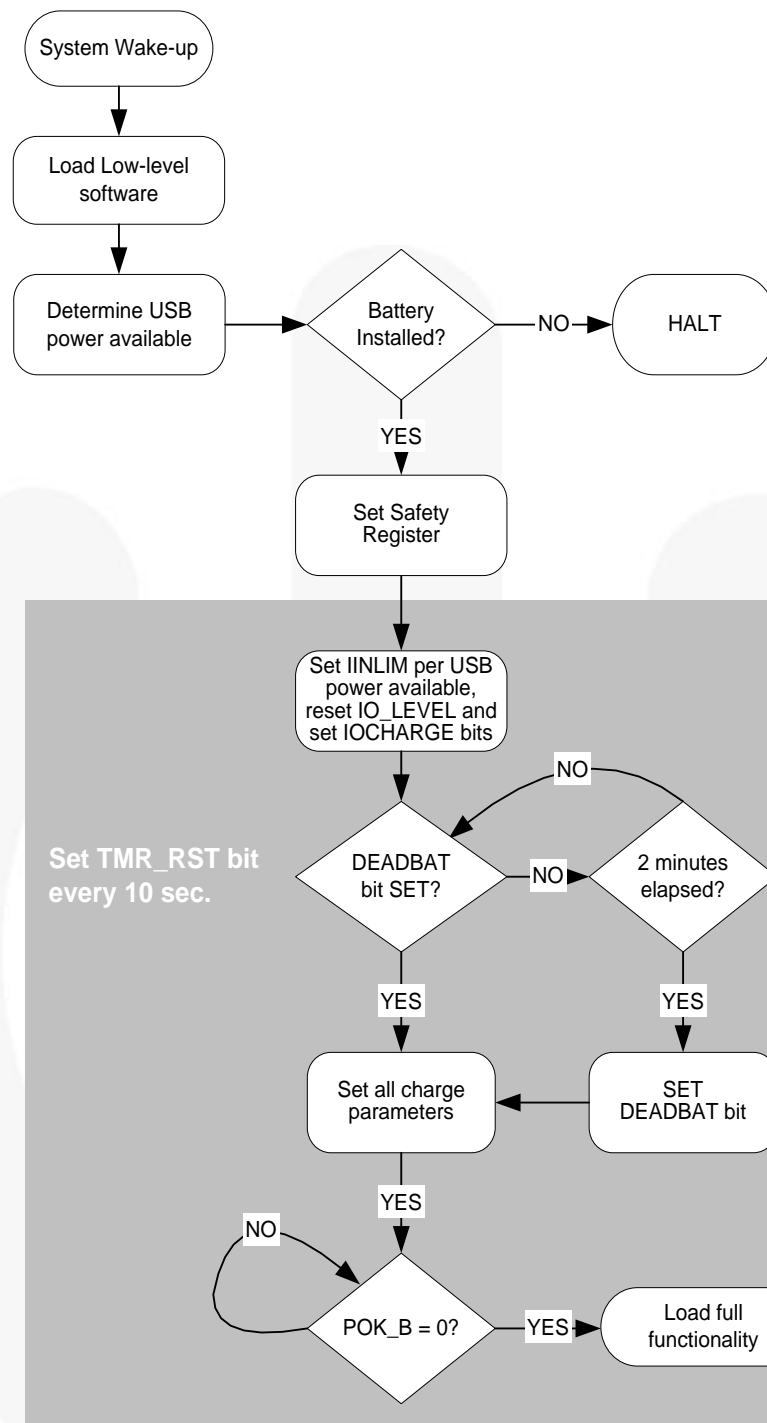 System Wake-up
Load Low-level
software
Determine USB
power available
Battery
Installed?
NO
HALT
YES
Set Safety
Register
Set IINLIM per USB
power available,
reset IO_LEVEL and
set IOCHARGE bits
NO
Set TMR_RST bit
every 10 sec.
DEADBAT
bit SET?
NO
2 minutes
elapsed?
YES
YES
Set all charge
parameters
SET
DEADBAT bit
YES
NO
POK_B = 0?
YES
Load full
functionality